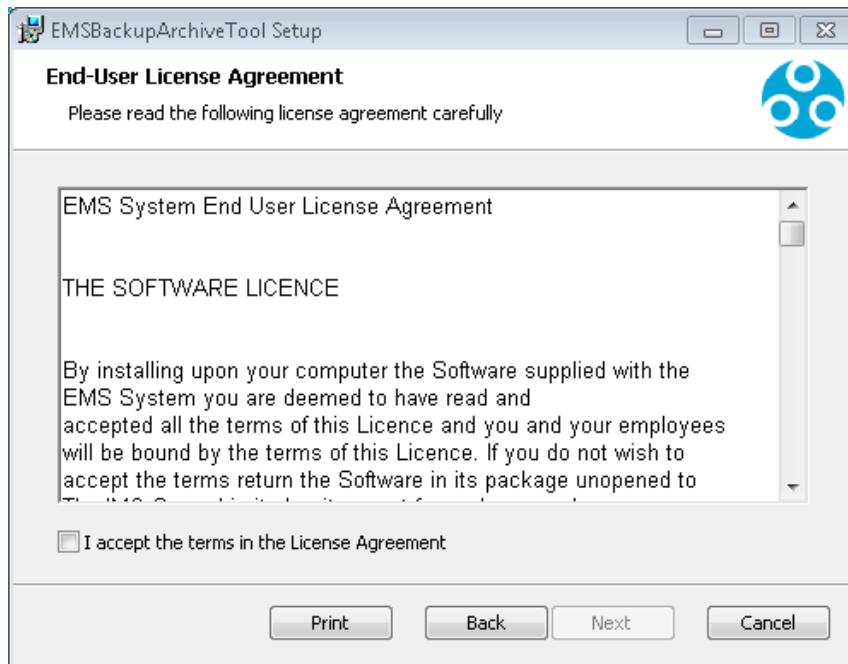 EMSBackupArchiveTool Setup
End-User License Agreement
Please read the following license agreement carefully
EMS System End User License Agreement
THE SOFTWARE LICENCE
By installing upon your computer the Software supplied with the
EMS System you are deemed to have read and
accepted all the terms of this Licence and you and your employees
will be bound by the terms of this Licence. If you do not wish to
accept the terms return the Software in its package unopened to
I accept the terms in the License Agreement
Print Back Next Cancel